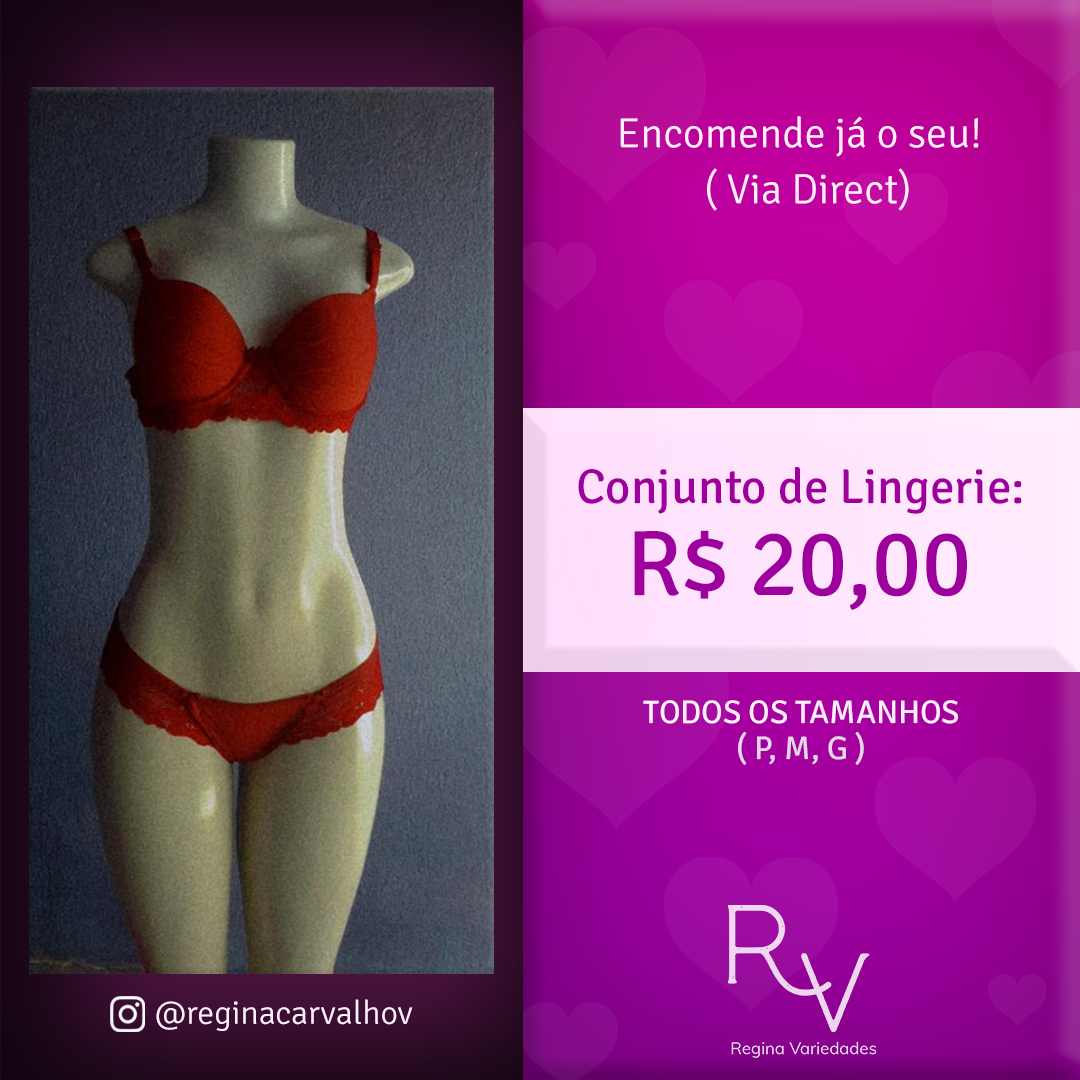 Encomende já o seu!
( Via Direct)
Conjunto de Lingerie:
R$ 20,00
TODOS OS TAMANHOS
( P, M, G )
RV
Regina Variedades
@reginacarvalhov